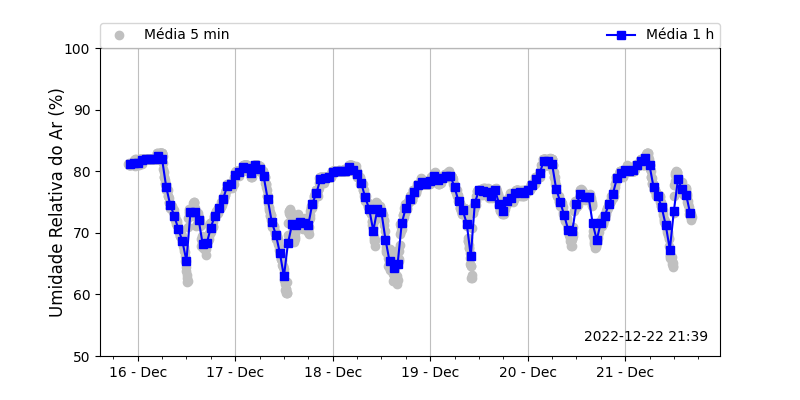 Média 5 min
Média 1 h
Umidade Relativa do Ar (%)
100
90
80
70
60
50
2022-12-22 21:39
16 - Dec
17 - Dec
18 - Dec
19 - Dec
20 - Dec
21 - Dec